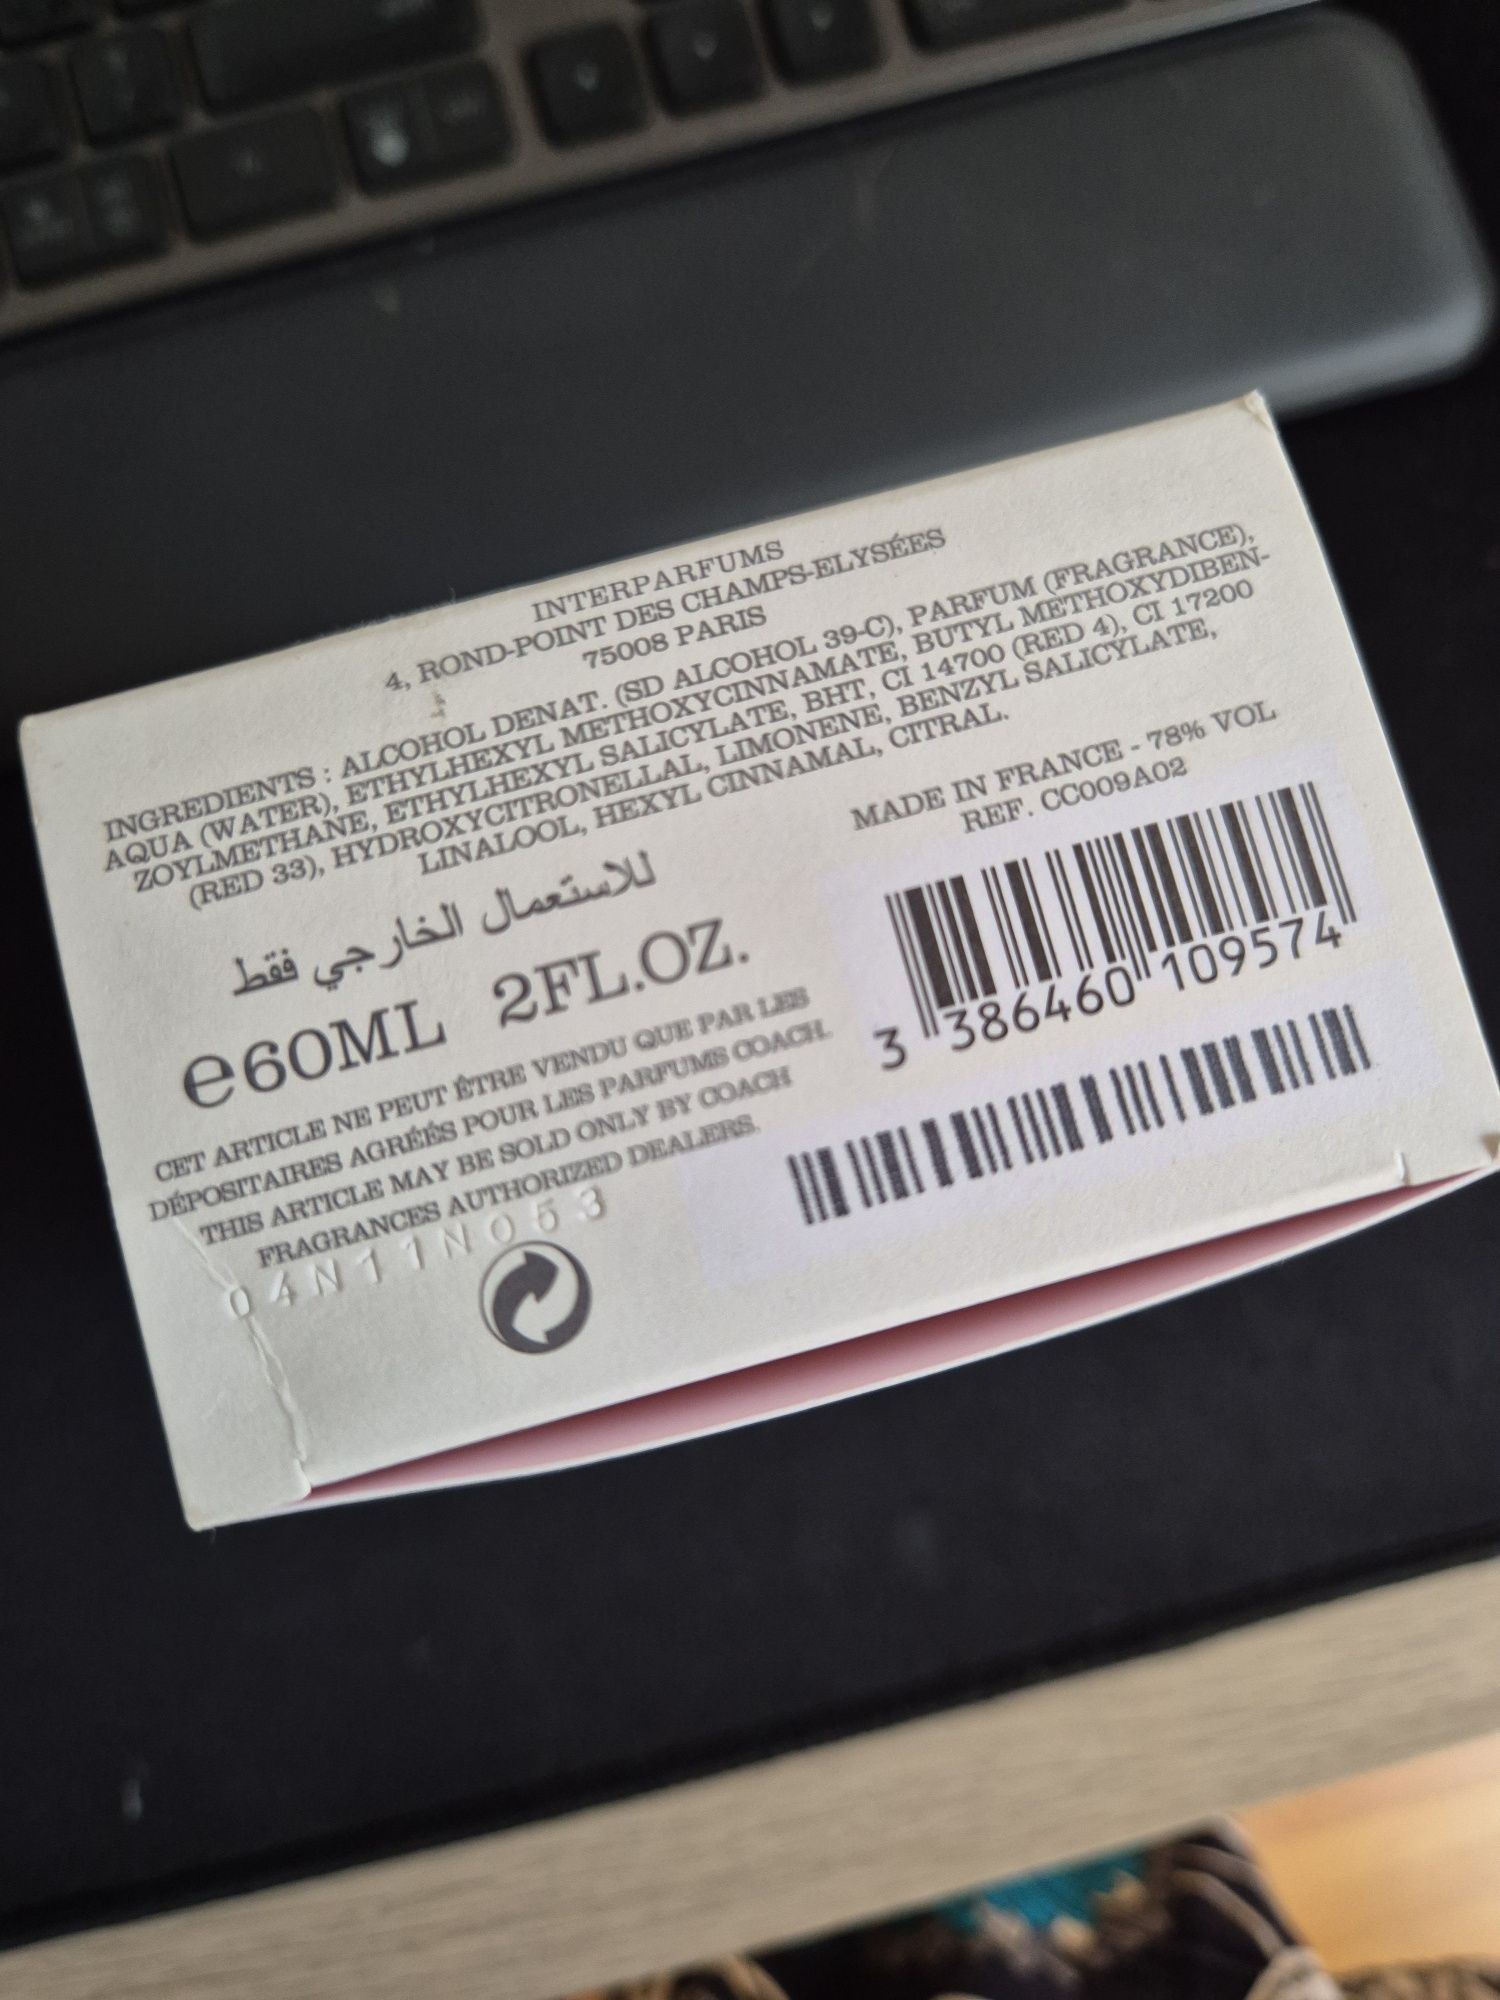 INTERPARFUMS
4, ROND-POINT DES CHAMPS-ELYSÉES
75008 PARIS
INGREDIENTS : ALCOHOL DENAT. (SD ALCOHOL 39-C), PARFUM (FRAGRANCE),
AQUA (WATER), ETHYLHEXYL METHOXYCINNAMATE, BUTYL METHOXYDIBEN-
ZOYLMETHANE, ETHYLHEXYL SALICYLATE, BHT, CI 14700 (RED 4), CI 17200
(RED 33), HYDROXYCITRONELLAL, LIMONENE, BENZYL SALICYLATE,
LINALOOL, HEXYL CINNAMAL, CITRAL.
للاستعمال الخارجي فقط
e60ML 2FL.OZ.
CET ARTICLE NE PEUT ÊTRE VENDU QUE PAR LES
DÉPOSITAIRES AGRÉÉS POUR LES PARFUMS COACH.
THIS ARTICLE MAY BE SOLD ONLY BY COACH
FRAGRANCES AUTHORIZED DEALERS.
04N11N053
MADE IN FRANCE - 78% VOL
REF. CC009A02
3 386460 109574